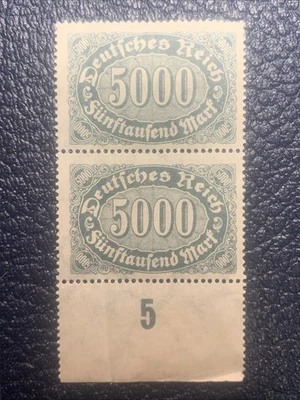 Deutsches Reich
5000
Fünftausend Mark
Deutsches Reich
5000
Fünftausend Mark
5